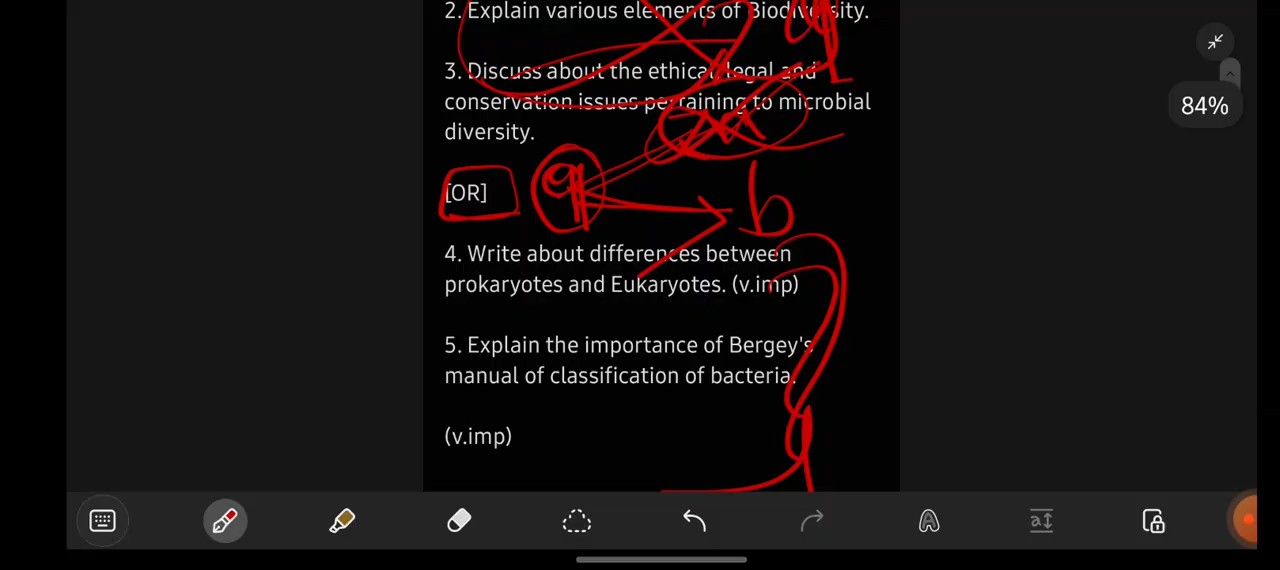 2. Explain various elements of Biodiversity.
3. Discuss about the ethical, legal and
conservation issues pertaining to microbial
diversity.
[OR]
9
b
4. Write about differences between
prokaryotes and Eukaryotes. (v.imp)
5. Explain the importance of Bergey's
manual of classification of bacteria.
(v.imp)
84%